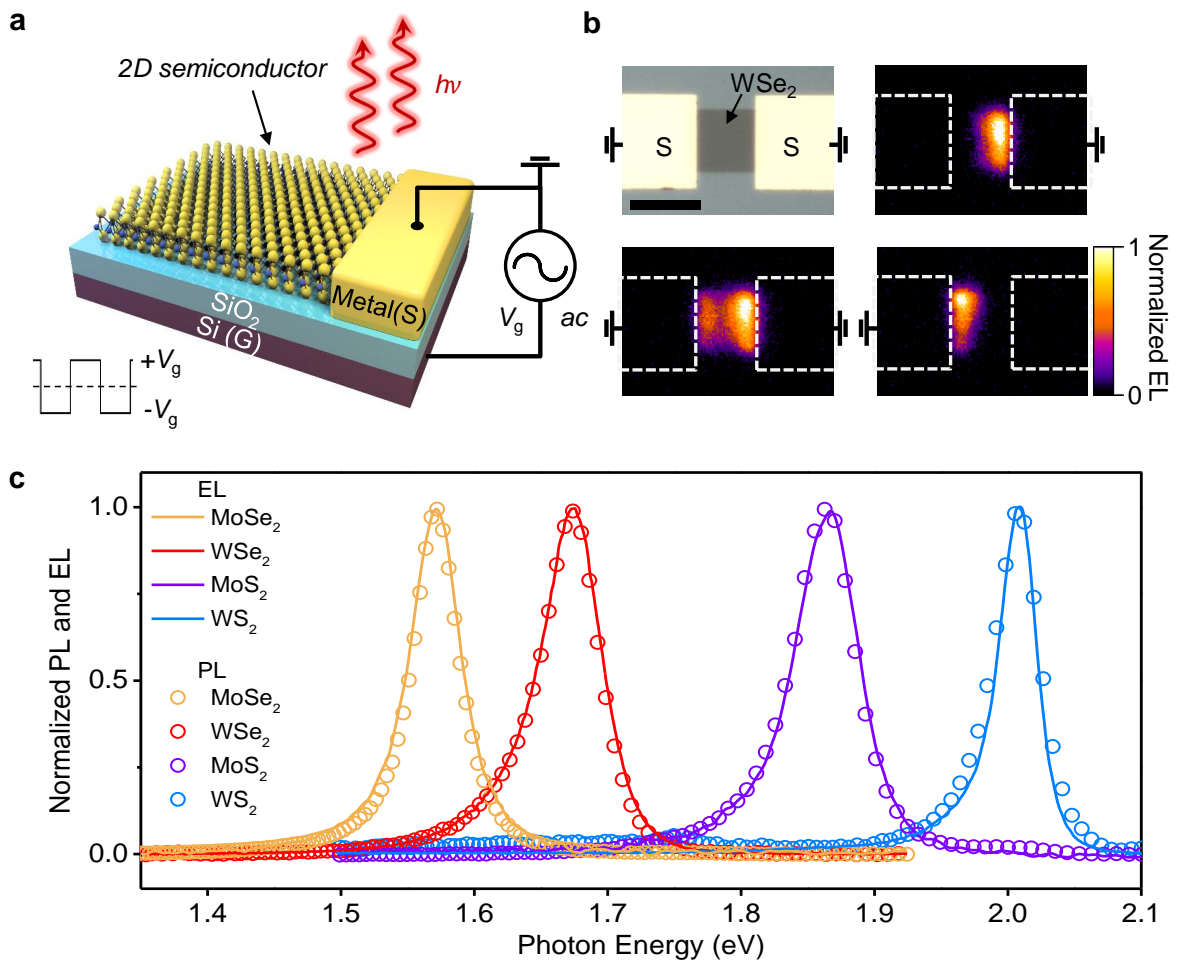 a
2D semiconductor
hν
Metal(S)
SiO2
Si (G)
Vg
ac
+Vg
-Vg
b
WSe2
S
S
1
0
Normalized EL
c
Normalized PL and EL
1.0
0.5
0.0
EL
MoSe2
WSe2
MoS2
WS2
PL
MoSe2
WSe2
MoS2
WS2
1.4 1.5 1.6 1.7 1.8 1.9 2.0 2.1
Photon Energy (eV)